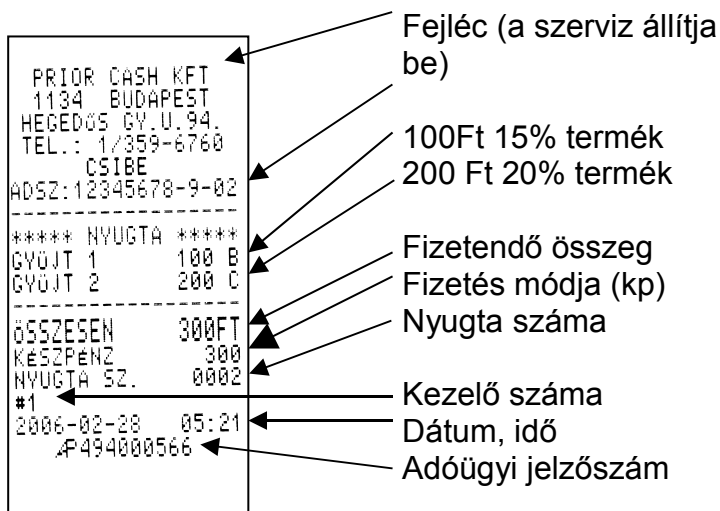 PRIOR CASH KFT
1134 BUDAPEST
HEGEDŰS GY.U.94.
TEL.: 1/359-6760
CSIBE
ADSZ:12345678-9-02
***** NYUGTA *****
GYŰJT 1 100 B
GYŰJT 2 200 C
ÖSSZESEN 300FT
KÉSZPÉNZ 300
NYUGTA SZ. 0002
#1
2006-02-28 05:21
AP494000566
Fejléc (a szerviz állítja
be)
100Ft 15% termék
200 Ft 20% termék
Fizetendő összeg
Fizetés módja (kp)
Nyugta száma
Kezelő száma
Dátum, idő
Adóügyi jelzőszám